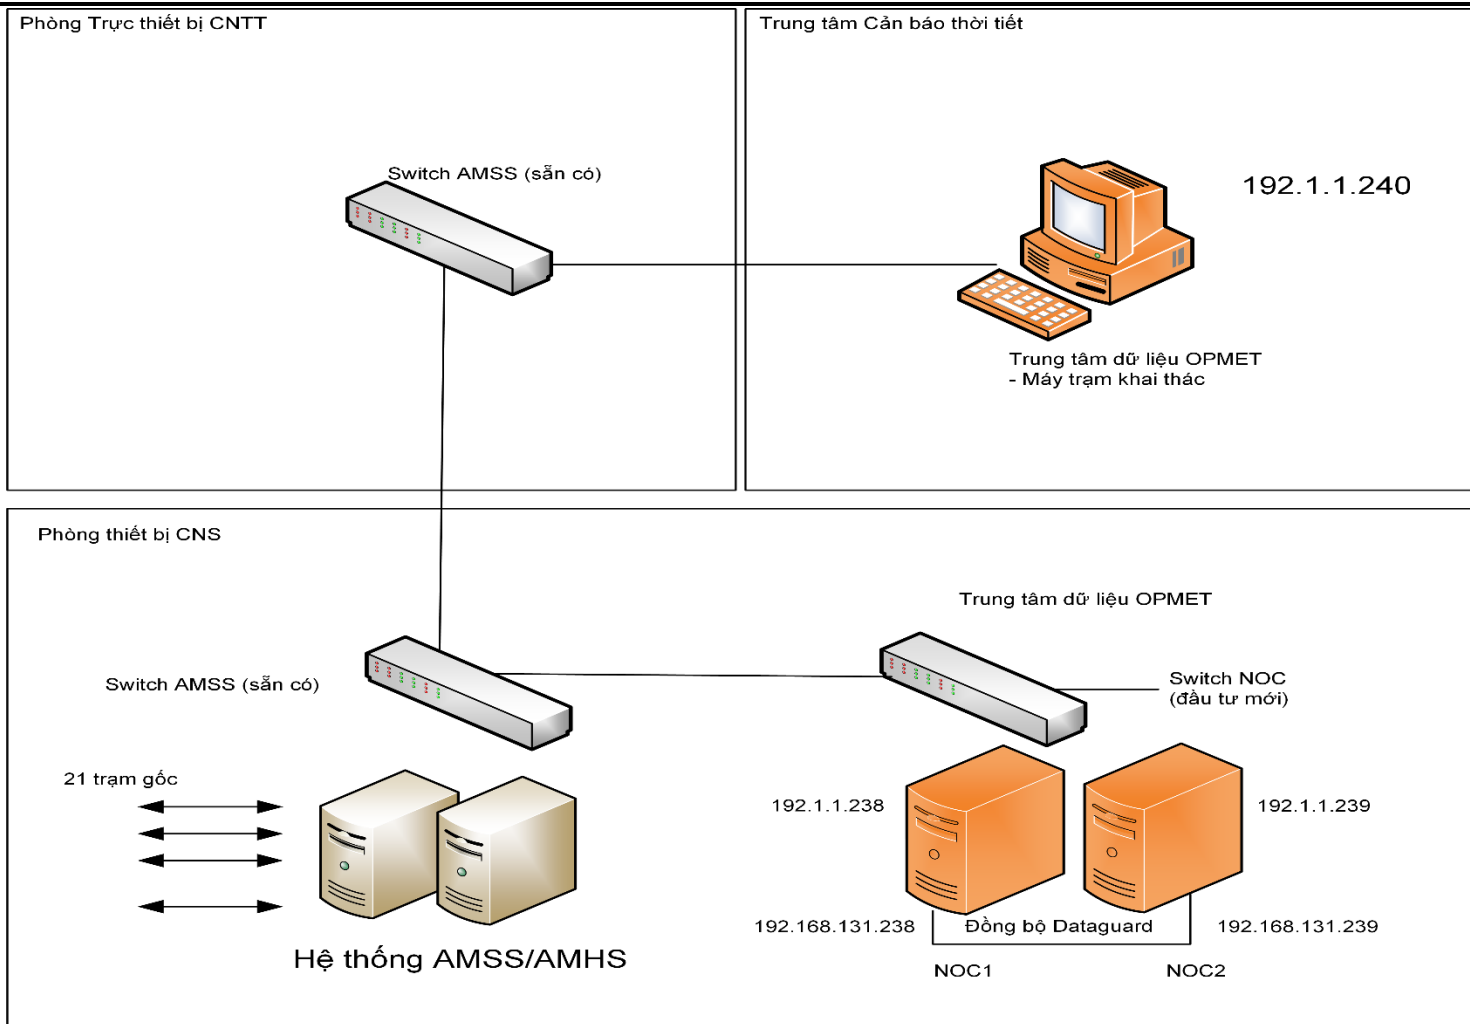 Phòng Trực thiết bị CNTT
Trung tâm Cản báo thời tiết
Switch AMSS (sẵn có)
192.1.1.240
Trung tâm dữ liệu OPMET
- Máy trạm khai thác
Phòng thiết bị CNS
Trung tâm dữ liệu OPMET
Switch AMSS (sẵn có)
Switch NOC
(đầu tư mới)
21 trạm gốc
192.1.1.238
192.1.1.239
192.168.131.238
Đồng bộ Dataguard
192.168.131.239
Hệ thống AMSS/AMHS
NOC1
NOC2